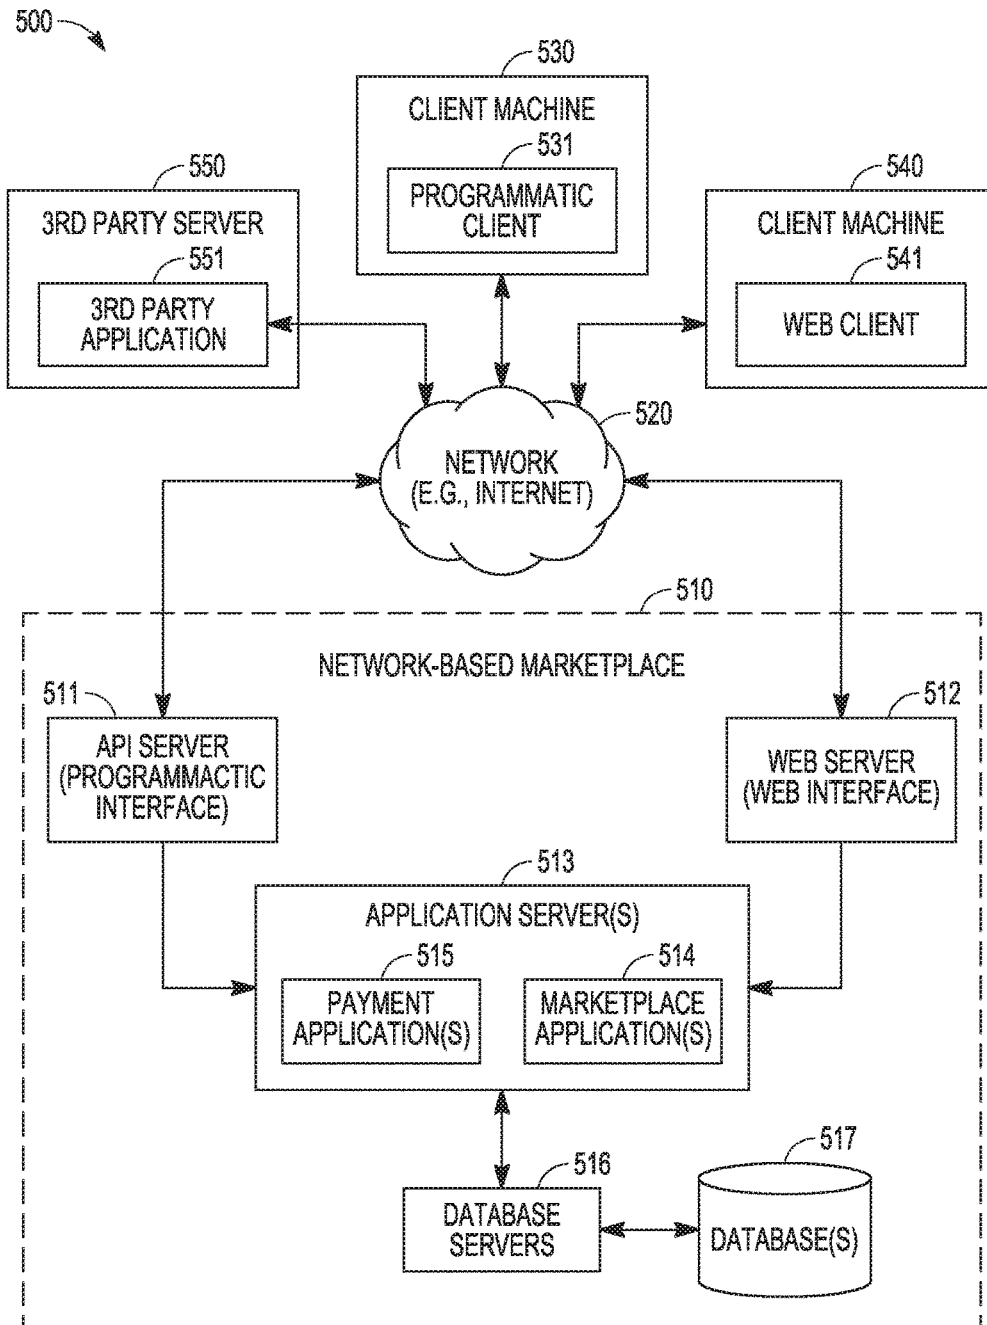 500
530
CLIENT MACHINE
531
PROGRAMMATIC
CLIENT
550
3RD PARTY SERVER
551
3RD PARTY
APPLICATION
540
CLIENT MACHINE
541
WEB CLIENT
520
NETWORK
(E.G., INTERNET)
510
NETWORK-BASED MARKETPLACE
511
API SERVER
(PROGRAMMACTIC
INTERFACE)
512
WEB SERVER
(WEB INTERFACE)
513
APPLICATION SERVER(S)
515
PAYMENT
APPLICATION(S)
514
MARKETPLACE
APPLICATION(S)
516
DATABASE
SERVERS
517
DATABASE(S)